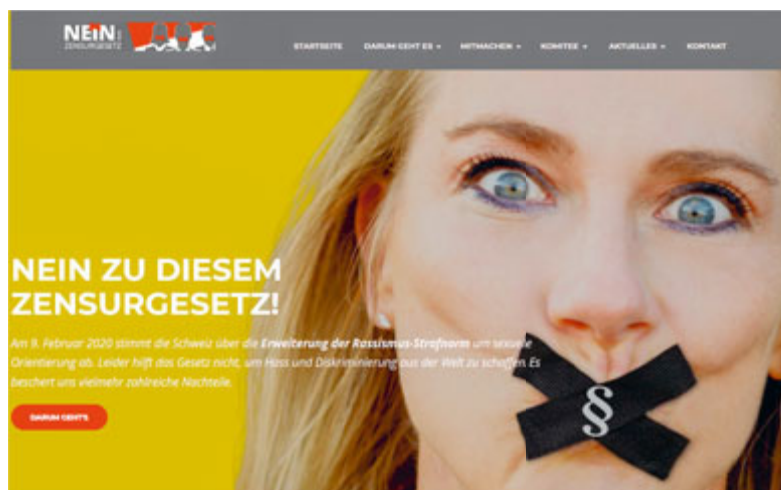 NEIN
ZENSURGESETZ
STARTSEITE DARUM GEHT ES MITMACHEN KOMITEE AKTUELLES KONTAKT
NEIN ZU DIESEM
ZENSURGESETZ!
Am 9. Februar 2020 stimmt die Schweiz über die Erweiterung der Rassismus-Strafnorm um sexuelle
Orientierung ab. Leider hilft das Gesetz nicht, um Hass und Diskriminierung aus der Welt zu schaffen. Es
beschert uns vielmehr zahlreiche Nachteile.
DARUM GEHT'S
§